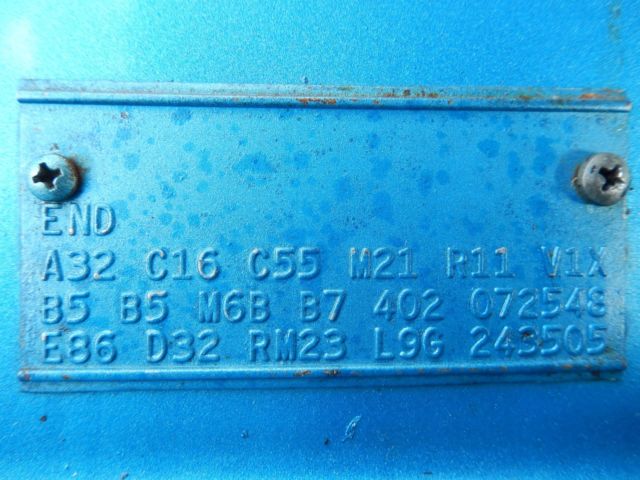 END
A32 C16 C55 M21 R11 V1X
B5 B5 M6B B7 402 072548
E86 D32 RM23 L9G 243505